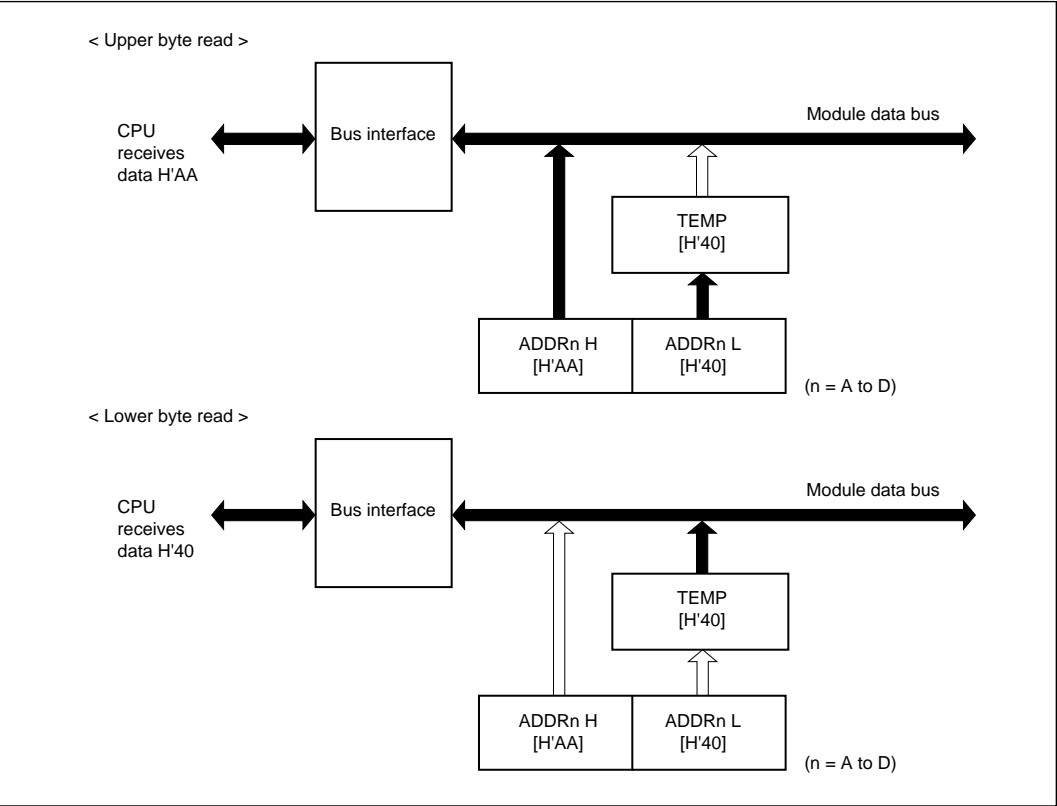 < Upper byte read >
Module data bus
CPU
receives
data H'AA
Bus interface
TEMP
[H'40]
ADDRn H
[H'AA]
ADDRn L
[H'40]
(n = A to D)
< Lower byte read >
Module data bus
CPU
receives
data H'40
Bus interface
TEMP
[H'40]
ADDRn H
[H'AA]
ADDRn L
[H'40]
(n = A to D)